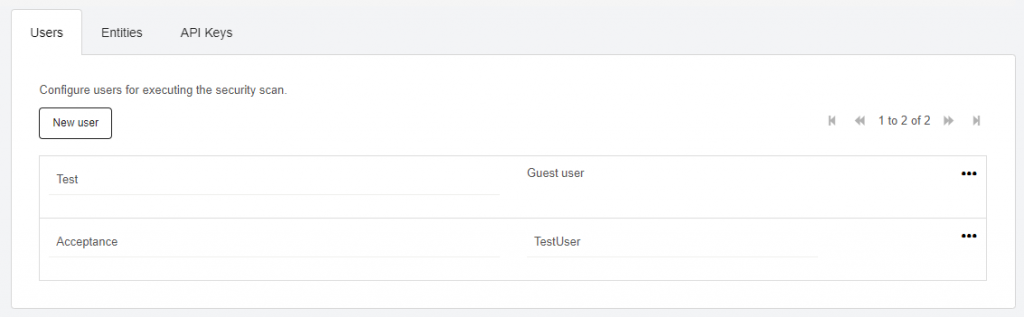 Users Entities API Keys
Configure users for executing the security scan.
New user
1 to 2 of 2
Test Guest user
Acceptance TestUser